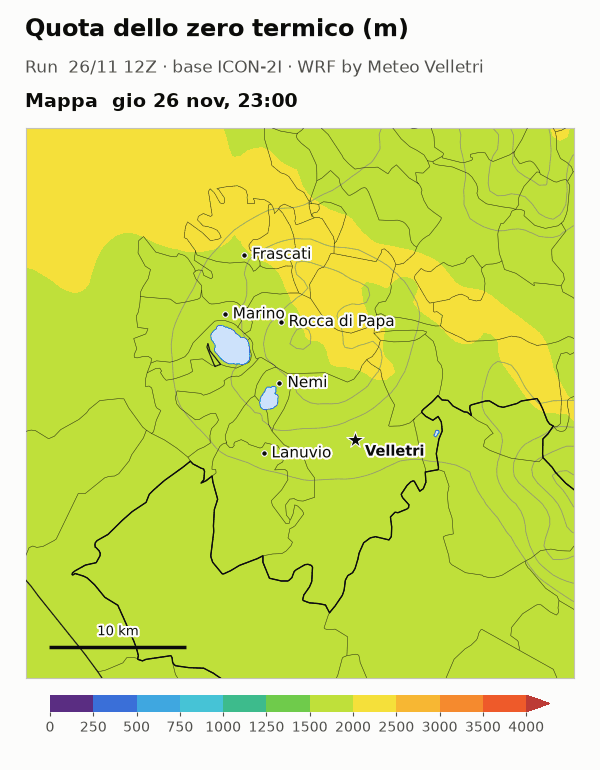 Quota dello zero termico (m)
Run  26/11 12Z · base ICON-2I · WRF by Meteo Velletri
Mappa  gio 26 nov, 23:00
Frascati
Marino
Rocca di Papa
Nemi
Velletri
Lanuvio
10 km
0 250 500 750 1000 1250 1500 2000 2500 3000 3500 4000